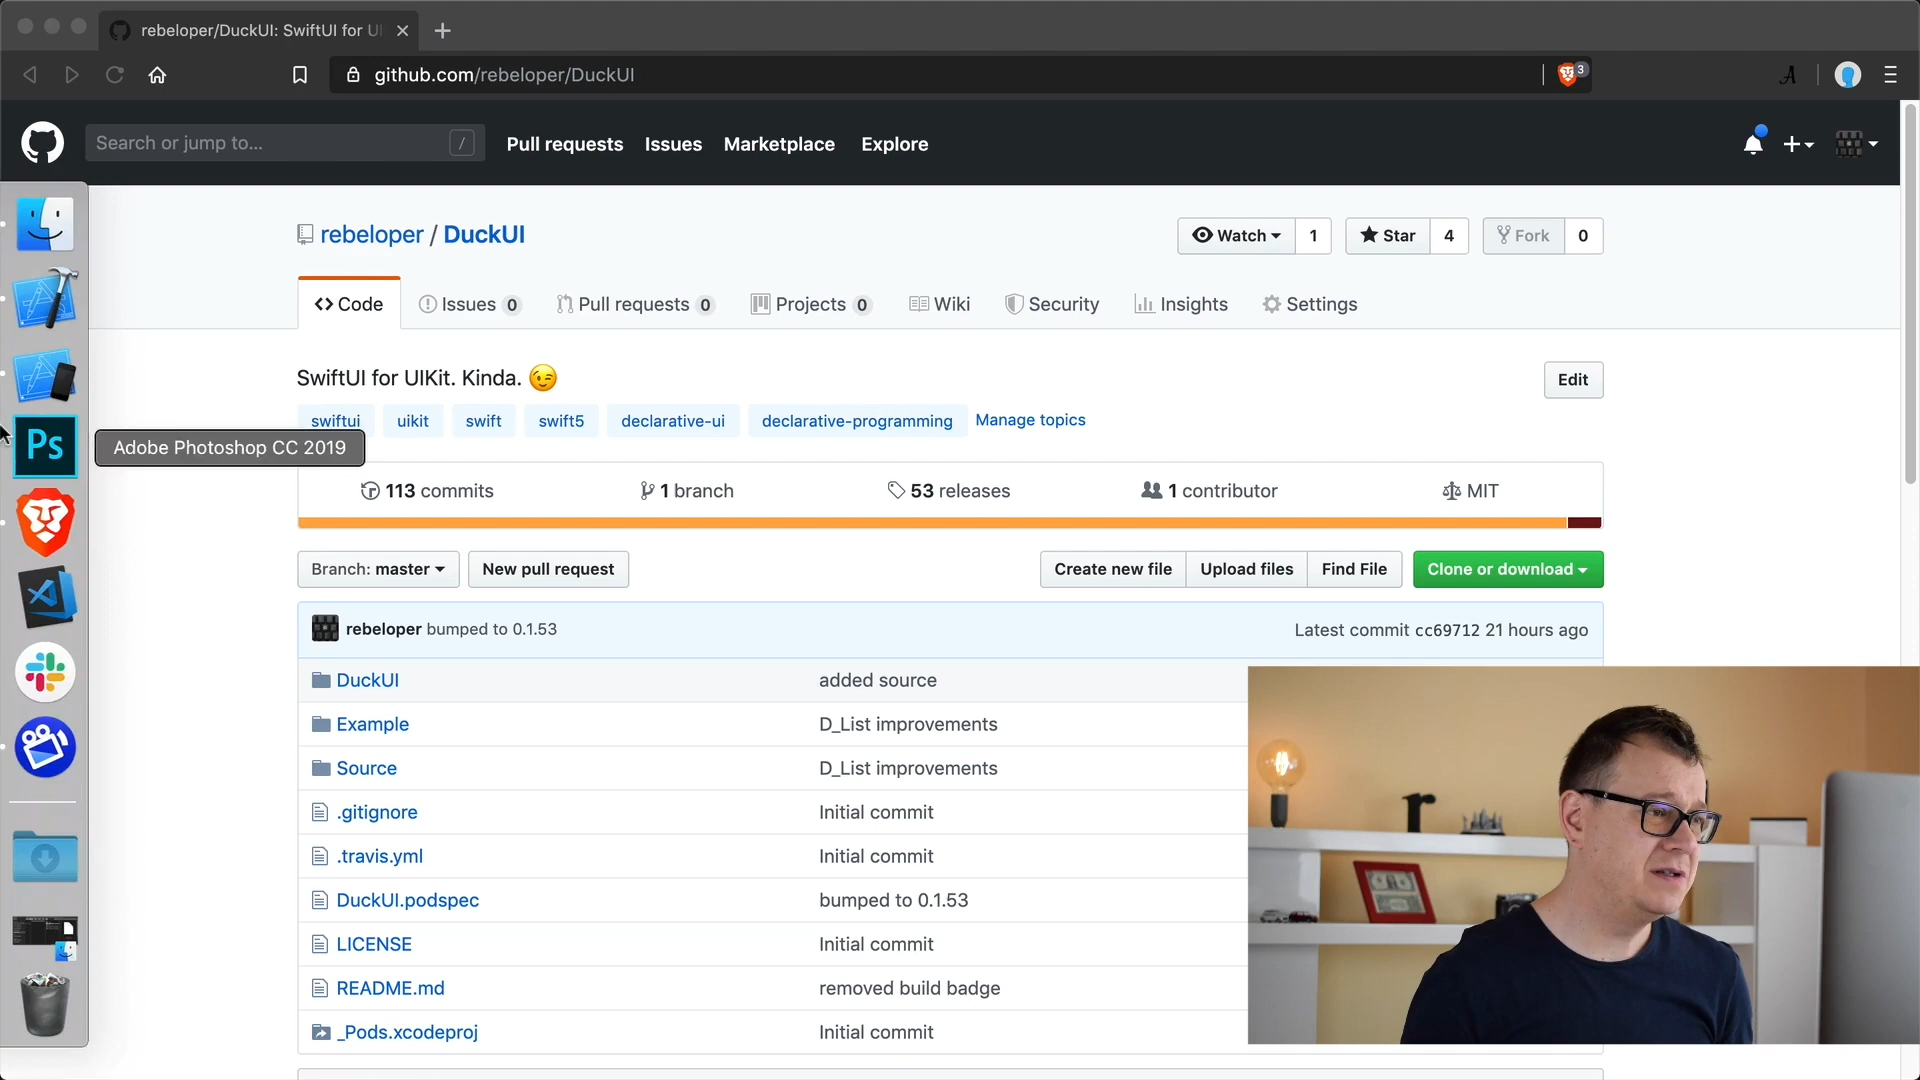 rebeloper/DuckUI: SwiftUI for UI
github.com/rebeloper/DuckUI
3
Search or jump to...
/
Pull requests
Issues
Marketplace
Explore
rebeloper / DuckUI
Watch 1
Star 4
Fork 0
Code
Issues 0
Pull requests 0
Projects 0
Wiki
Security
Insights
Settings
SwiftUI for UIKit. Kinda. 😉
Edit
swiftui
uikit
swift
swift5
declarative-ui
declarative-programming
Manage topics
Ps
Adobe Photoshop CC 2019
113 commits
1 branch
53 releases
1 contributor
MIT
Branch: master
New pull request
Create new file
Upload files
Find File
Clone or download
rebeloper bumped to 0.1.53
Latest commit cc69712 21 hours ago
DuckUI added source
Example D_List improvements
Source D_List improvements
.gitignore Initial commit
.travis.yml Initial commit
DuckUI.podspec bumped to 0.1.53
LICENSE Initial commit
README.md removed build badge
_Pods.xcodeproj Initial commit